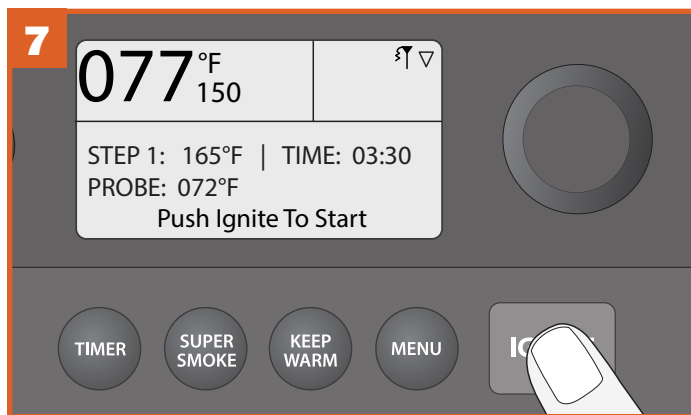 7
077°F
150
STEP 1: 165°F | TIME: 03:30
PROBE: 072°F
Push Ignite To Start
TIMER
SUPER
SMOKE
KEEP
WARM
MENU